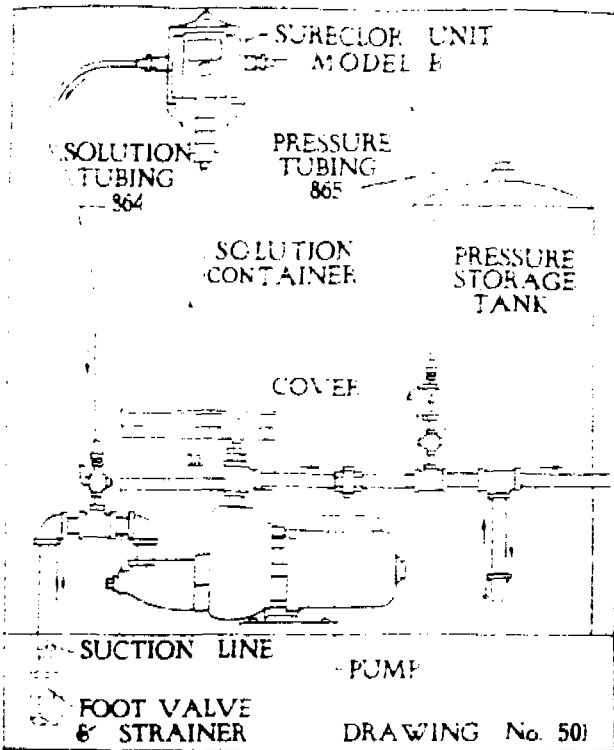 SURECLOR UNIT
MODEL B
SOLUTION
TUBING
864
PRESSURE
TUBING
865
SOLUTION
CONTAINER
PRESSURE
STORAGE
TANK
COVER
SUCTION LINE
PUMP
FOOT VALVE
& STRAINER
DRAWING No. 501